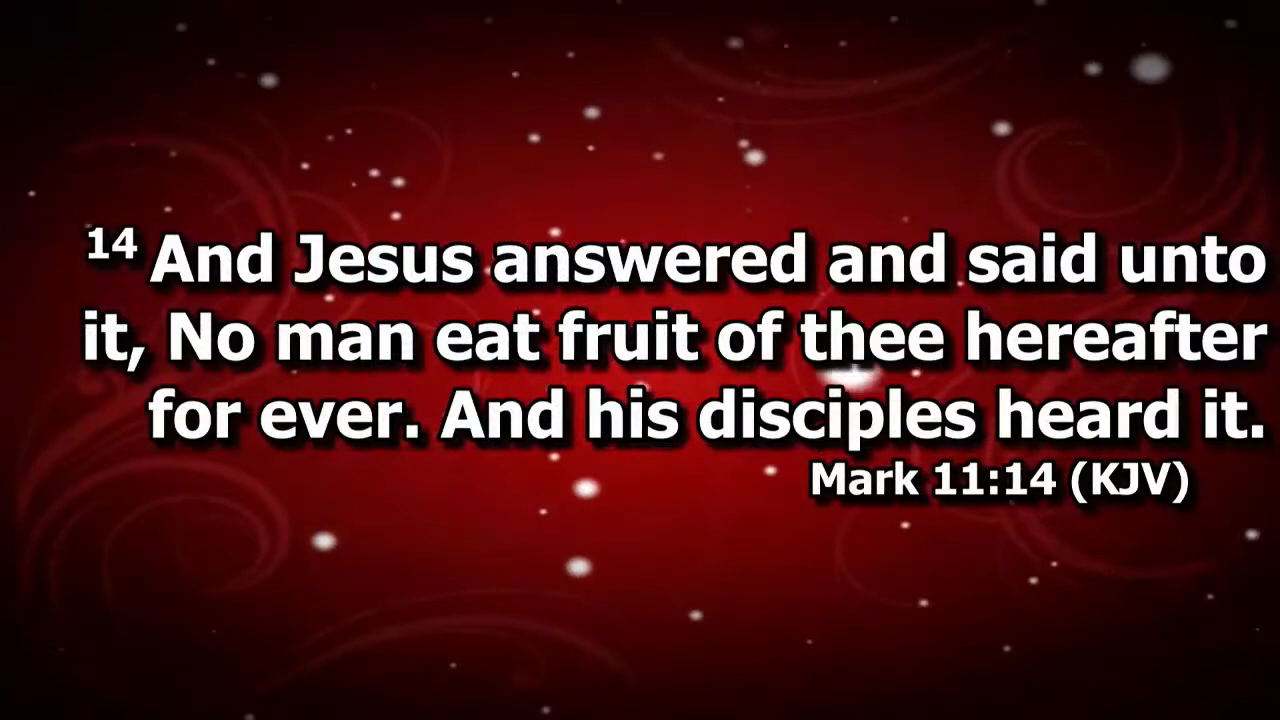 14 And Jesus answered and said unto
it, No man eat fruit of thee hereafter
for ever. And his disciples heard it.
Mark 11:14 (KJV)